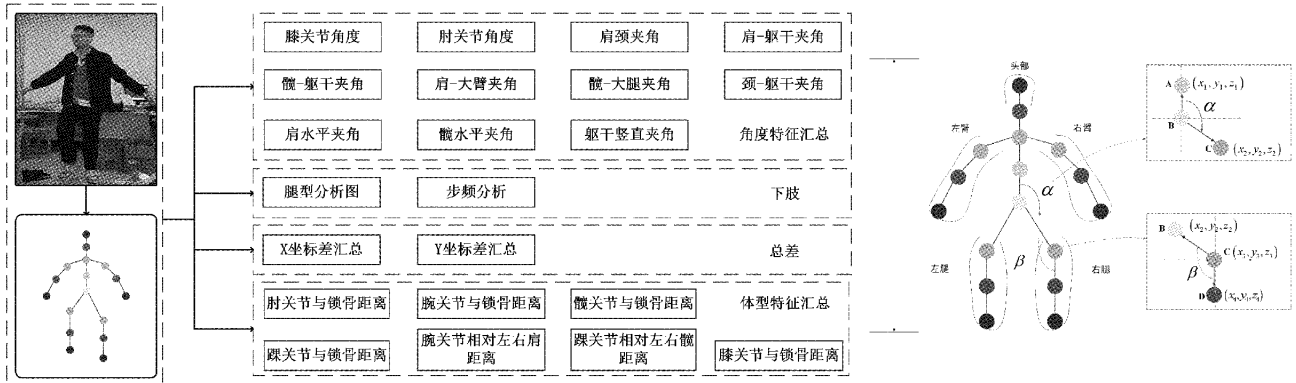 膝关节角度
肘关节角度
肩颈夹角
肩-躯干夹角
髋-躯干夹角
肩-大臂夹角
髋-大腿夹角
颈-躯干夹角
肩水平夹角
髋水平夹角
躯干竖直夹角
角度特征汇总
腿型分析图
步频分析
下肢
X坐标差汇总
Y坐标差汇总
总差
肘关节与锁骨距离
腕关节与锁骨距离
髋关节与锁骨距离
体型特征汇总
踝关节与锁骨距离
腕关节相对左右肩
距离
踝关节相对左右髋
距离
膝关节与锁骨距离
头部
左臂
右臂
α
左腿
β
右腿
A (x₁, y₁, z₁)
α
B
C
(x₂, y₂, z₂)
B (x₂, y₂, z₂)
β
D